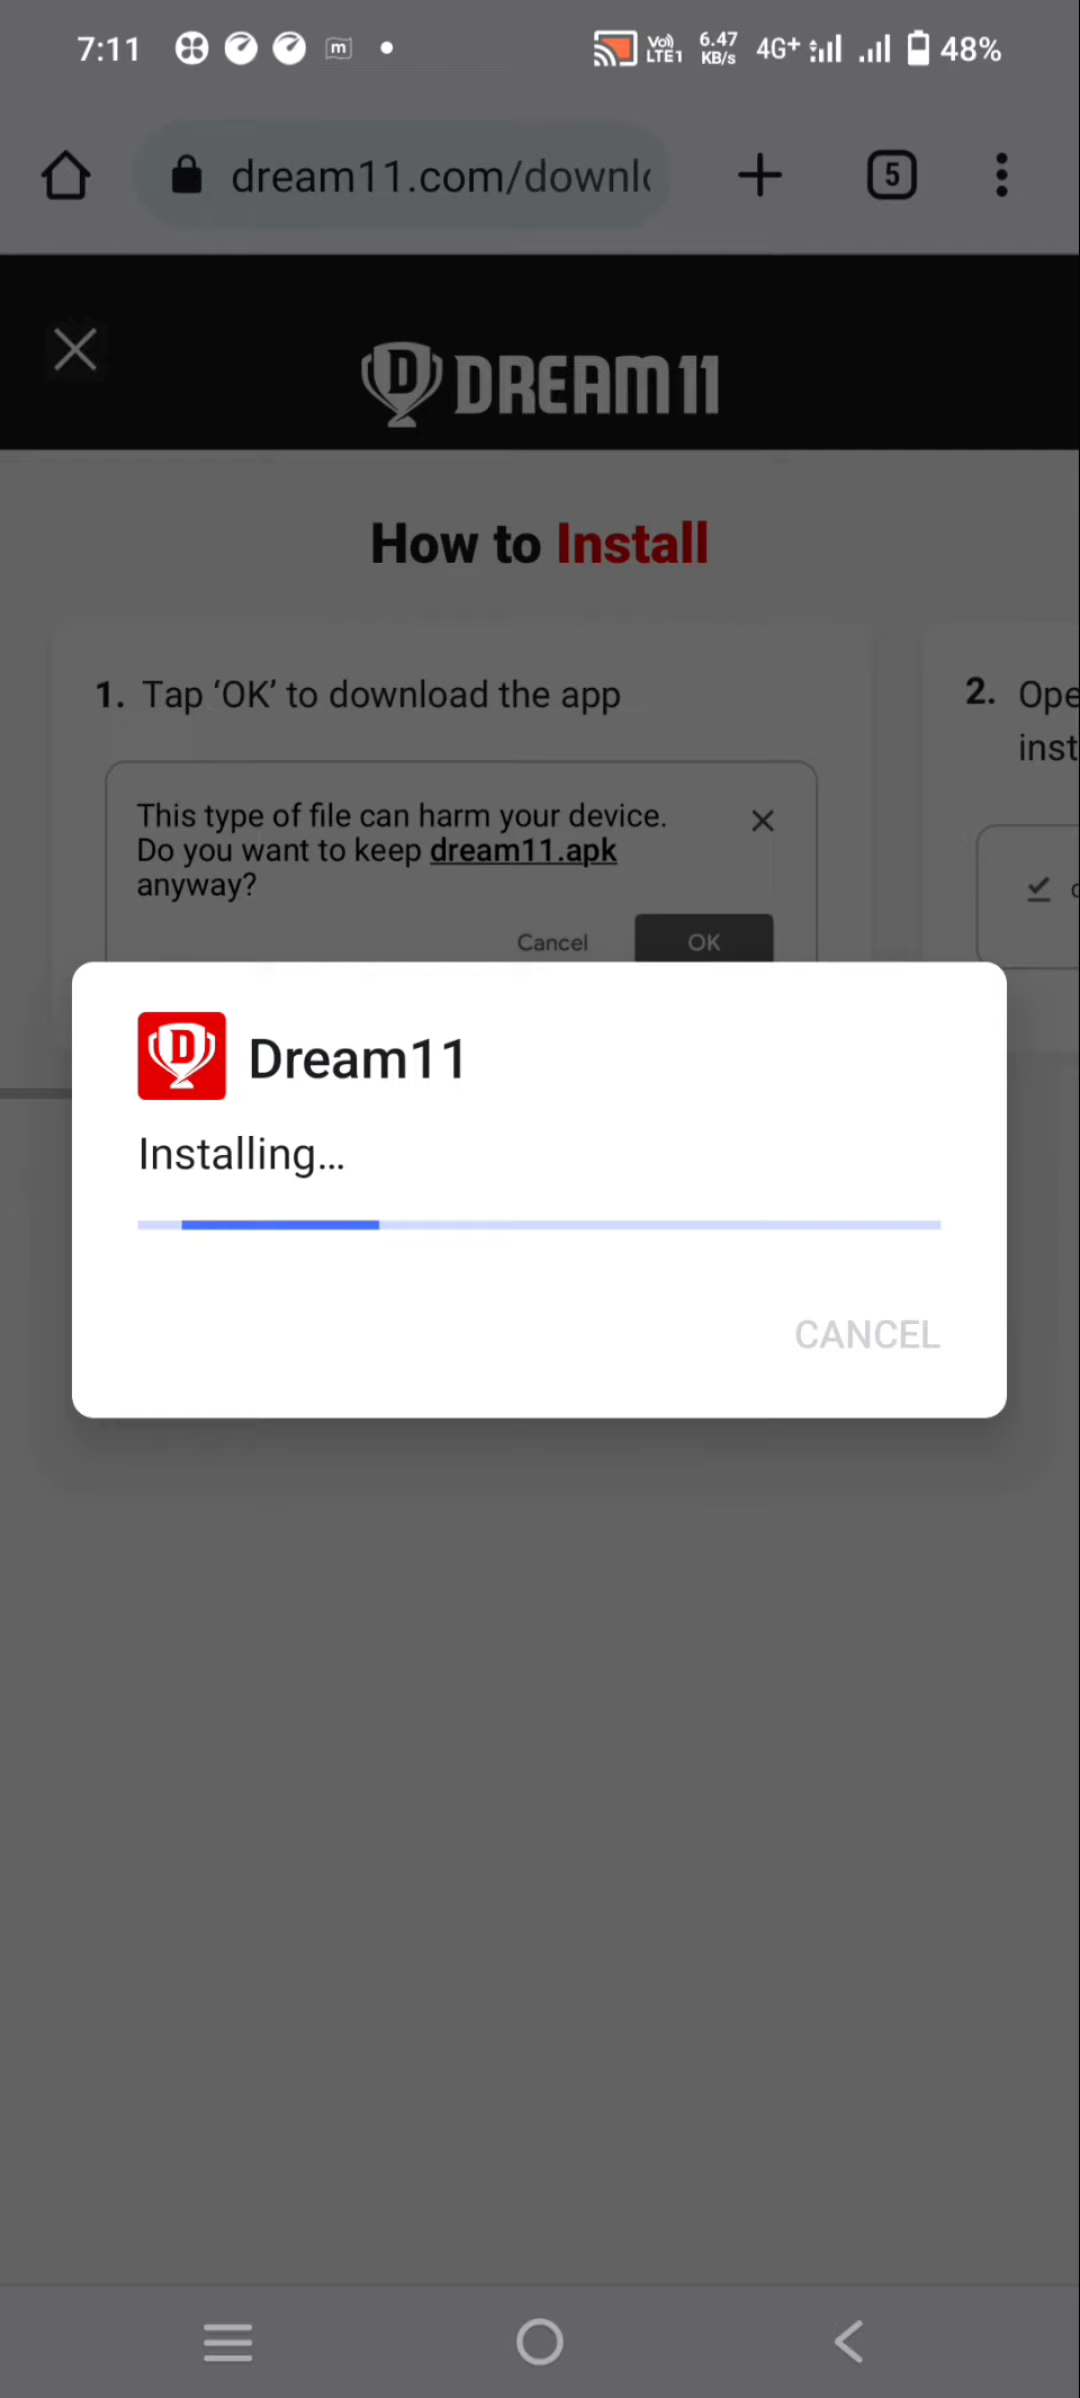 7:11 m Vo) LTE1 6.47 KB/s 4G+ 48%
dream11.com/downl
5
DREAM11
How to Install
1. Tap ‘OK’ to download the app
2. Ope
inst
This type of file can harm your device.
Do you want to keep dream11.apk
anyway?
Cancel OK
D Dream11
Installing...
CANCEL